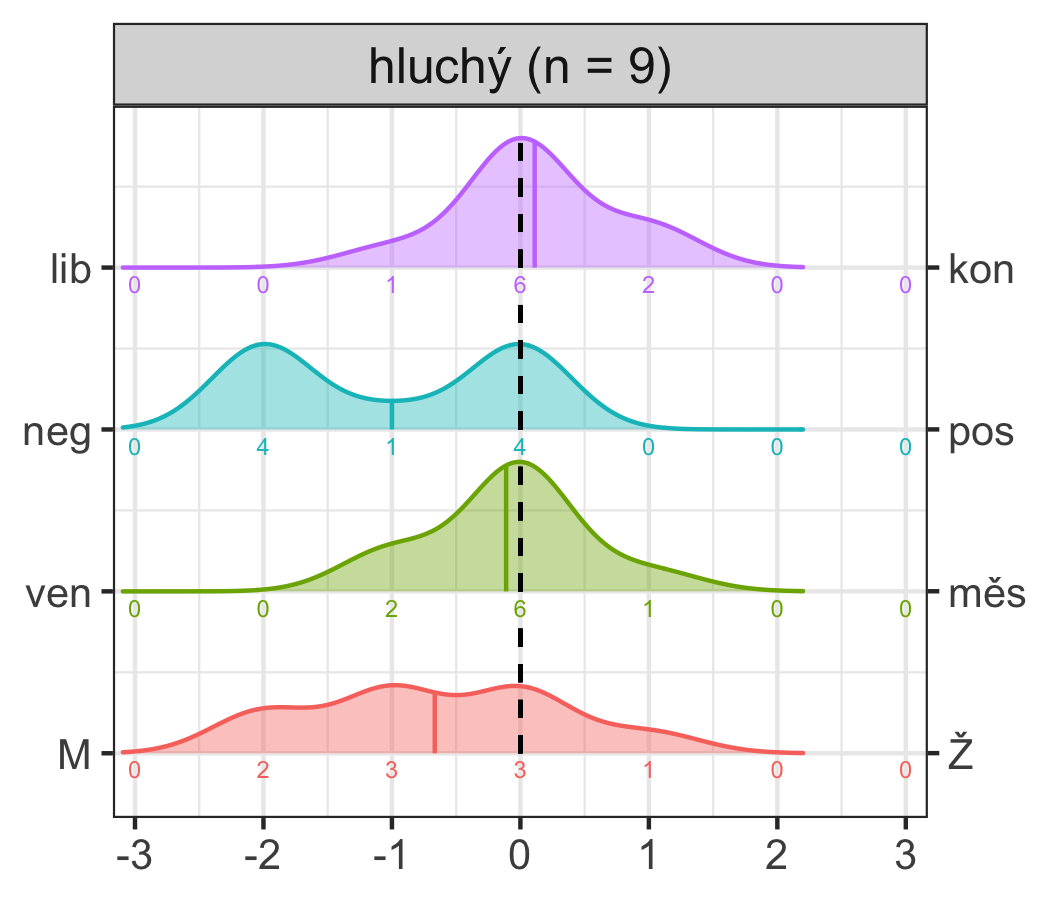 hluchý (n = 9)
lib kon
0 0 1 6 2 0 0
neg pos
0 4 1 4 0 0 0
ven měs
0 0 2 6 1 0 0
M Ž
0 2 3 3 1 0 0
-3 -2 -1 0 1 2 3